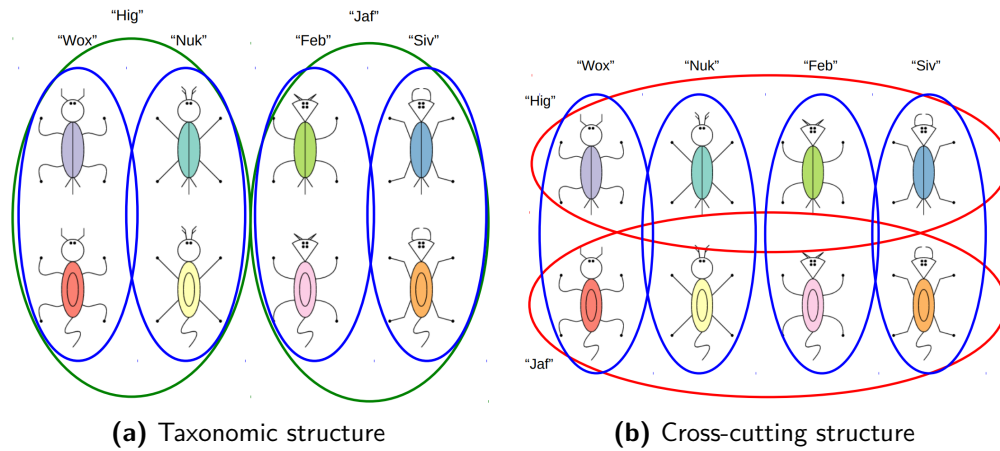 “Hig”
“Jaf”
“Wox”
“Nuk”
“Feb”
“Siv”
(a) Taxonomic structure
“Wox”
“Nuk”
“Feb”
“Siv”
“Hig”
“Jaf”
(b) Cross-cutting structure